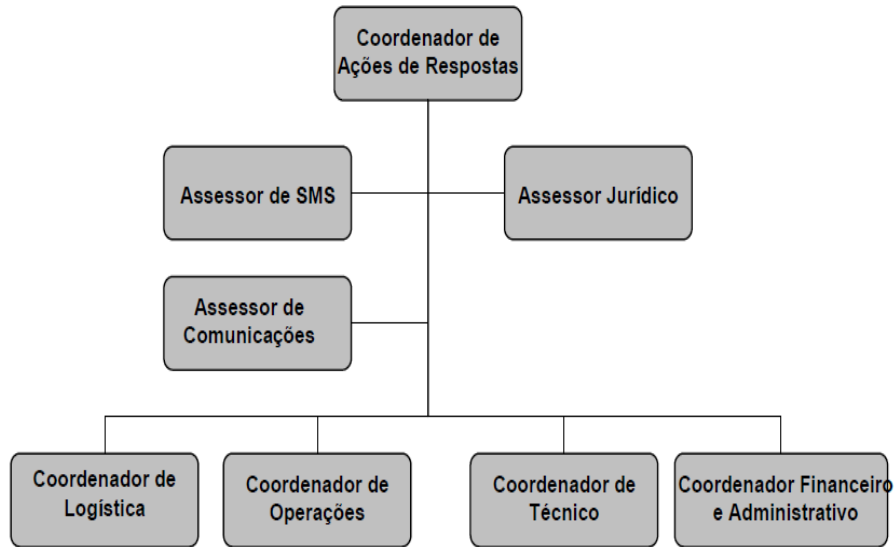 Coordenador de
Ações de Respostas
Assessor de SMS
Assessor Jurídico
Assessor de
Comunicações
Coordenador de
Logística
Coordenador de
Operações
Coordenador de
Técnico
Coordenador Financeiro
e Administrativo